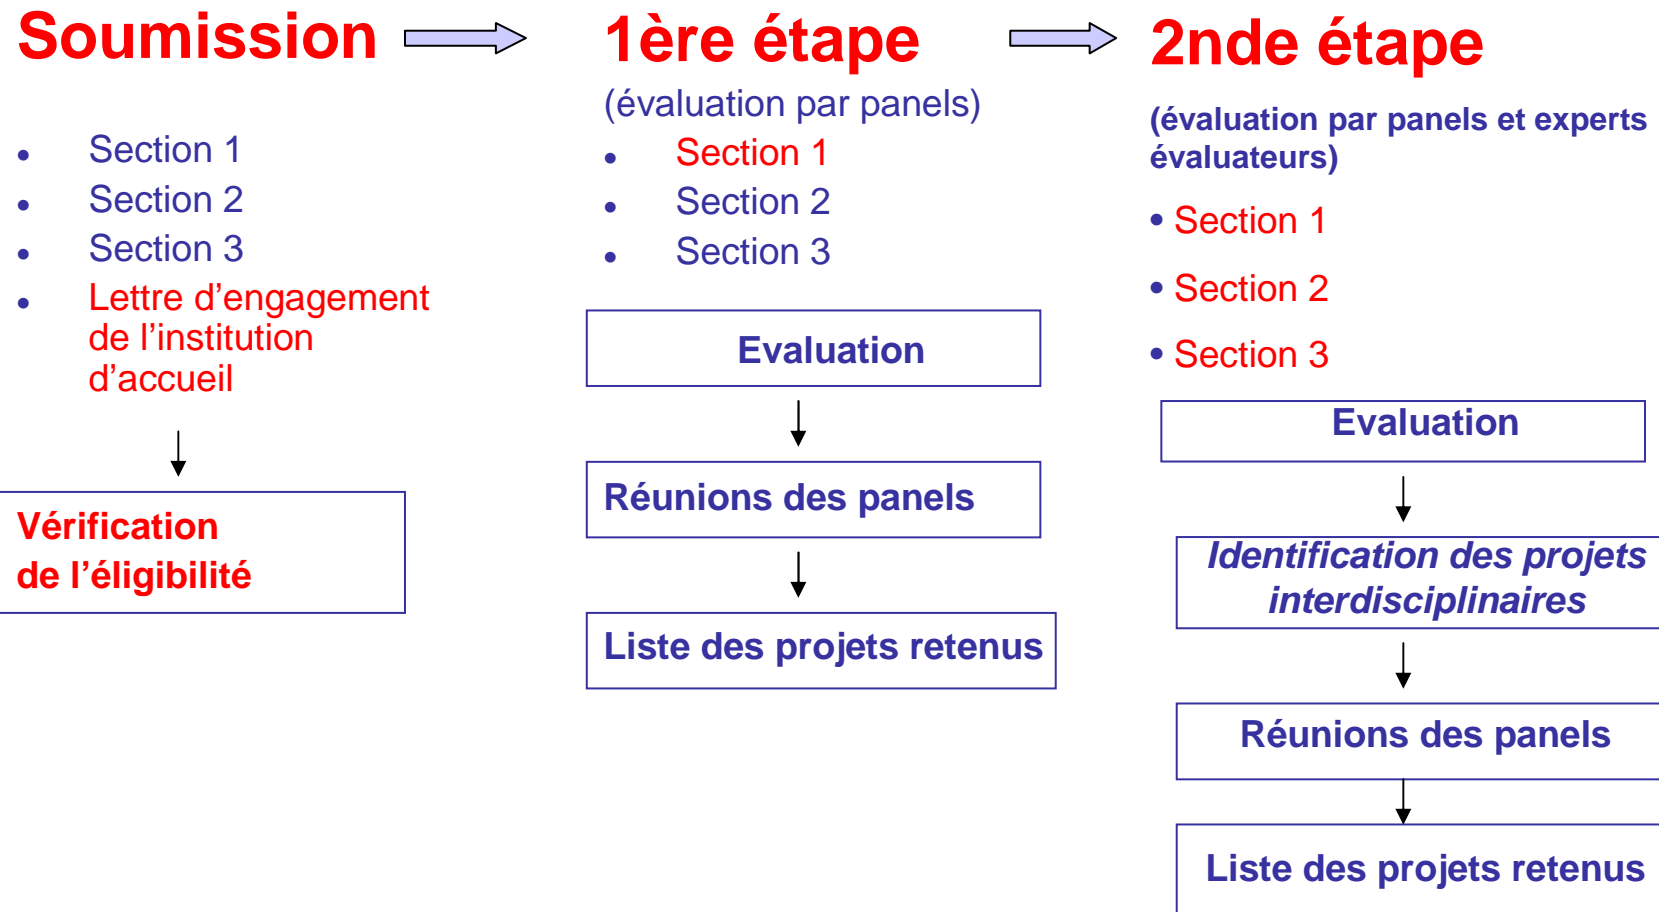 Soumission
• Section 1
• Section 2
• Section 3
• Lettre d’engagement
de l’institution
d’accueil
Vérification
de l’éligibilité
1ère étape
(évaluation par panels)
• Section 1
• Section 2
• Section 3
Evaluation
Réunions des panels
Liste des projets retenus
2nde étape
(évaluation par panels et experts
évaluateurs)
• Section 1
• Section 2
• Section 3
Evaluation
Identification des projets
interdisciplinaires
Réunions des panels
Liste des projets retenus